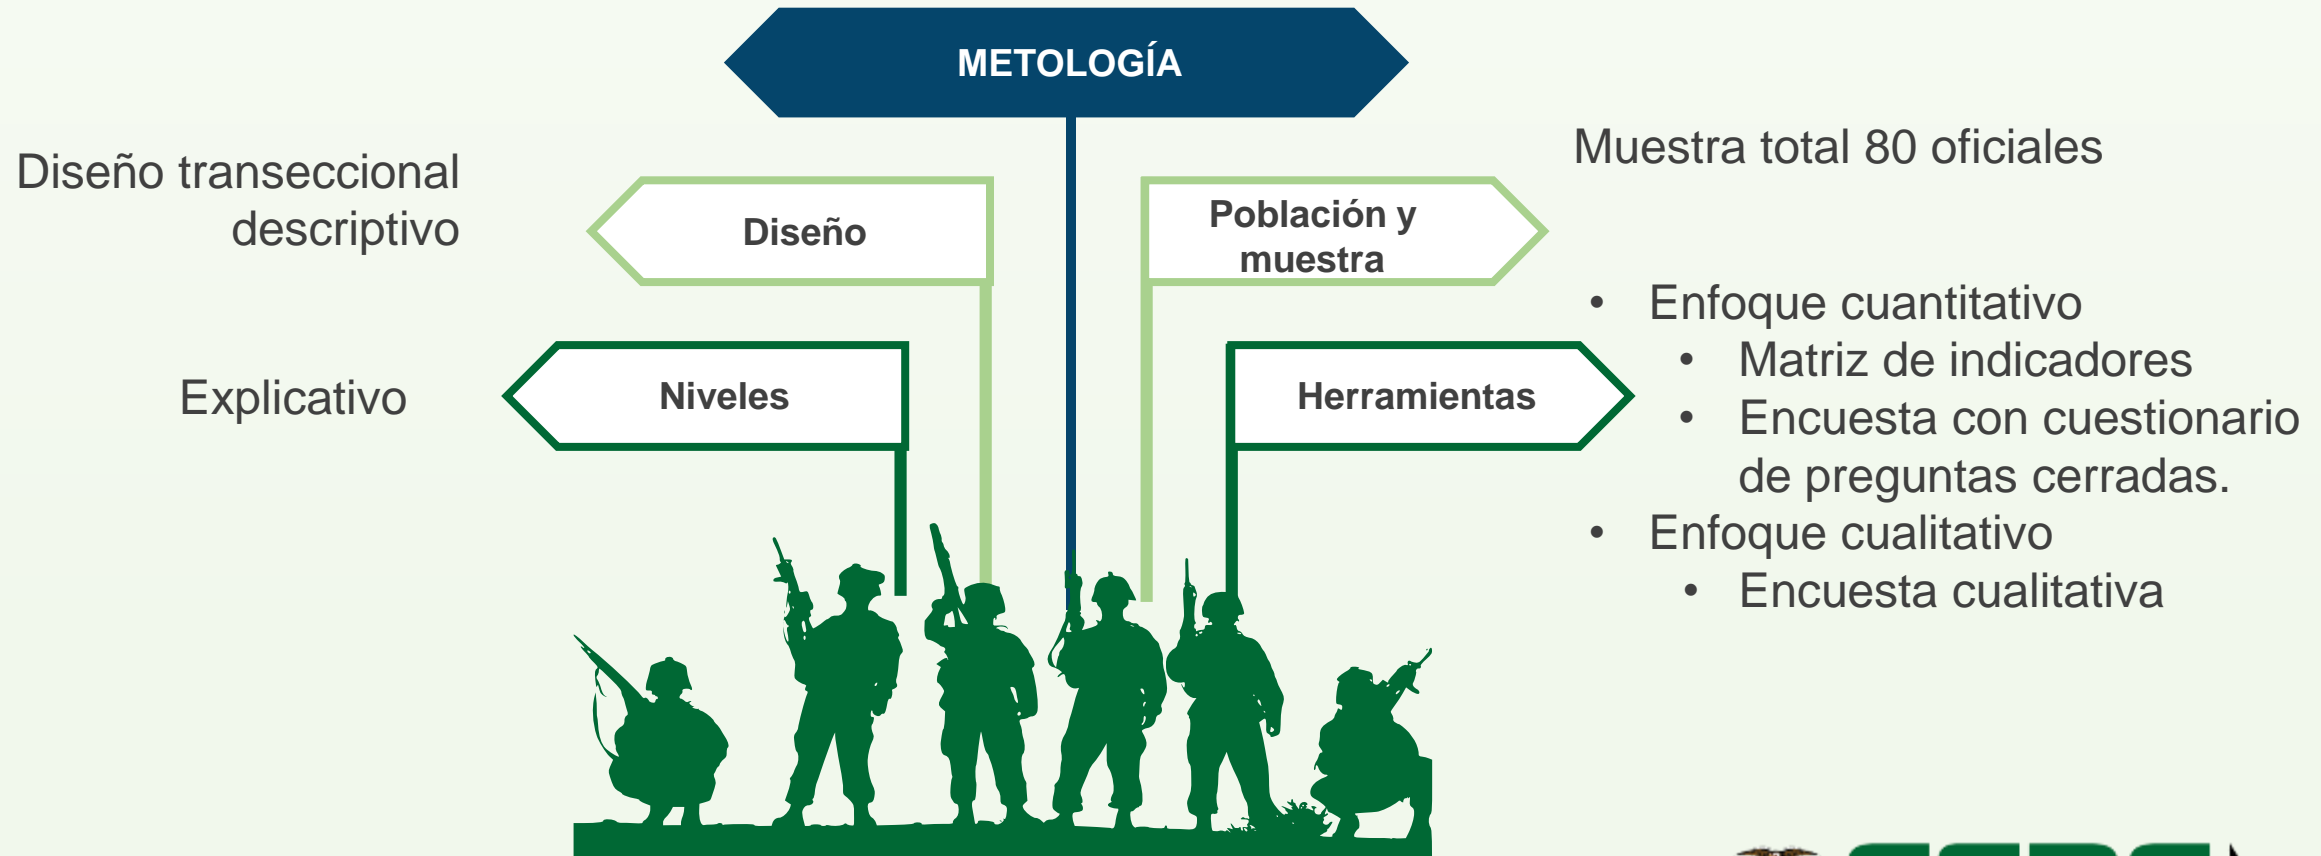 METOLOGÍA
Diseño transeccional
descriptivo
Diseño
Explicativo
Niveles
Población y
muestra
Muestra total 80 oficiales
Herramientas
• Enfoque cuantitativo
• Matriz de indicadores
• Encuesta con cuestionario
de preguntas cerradas.
• Enfoque cualitativo
• Encuesta cualitativa